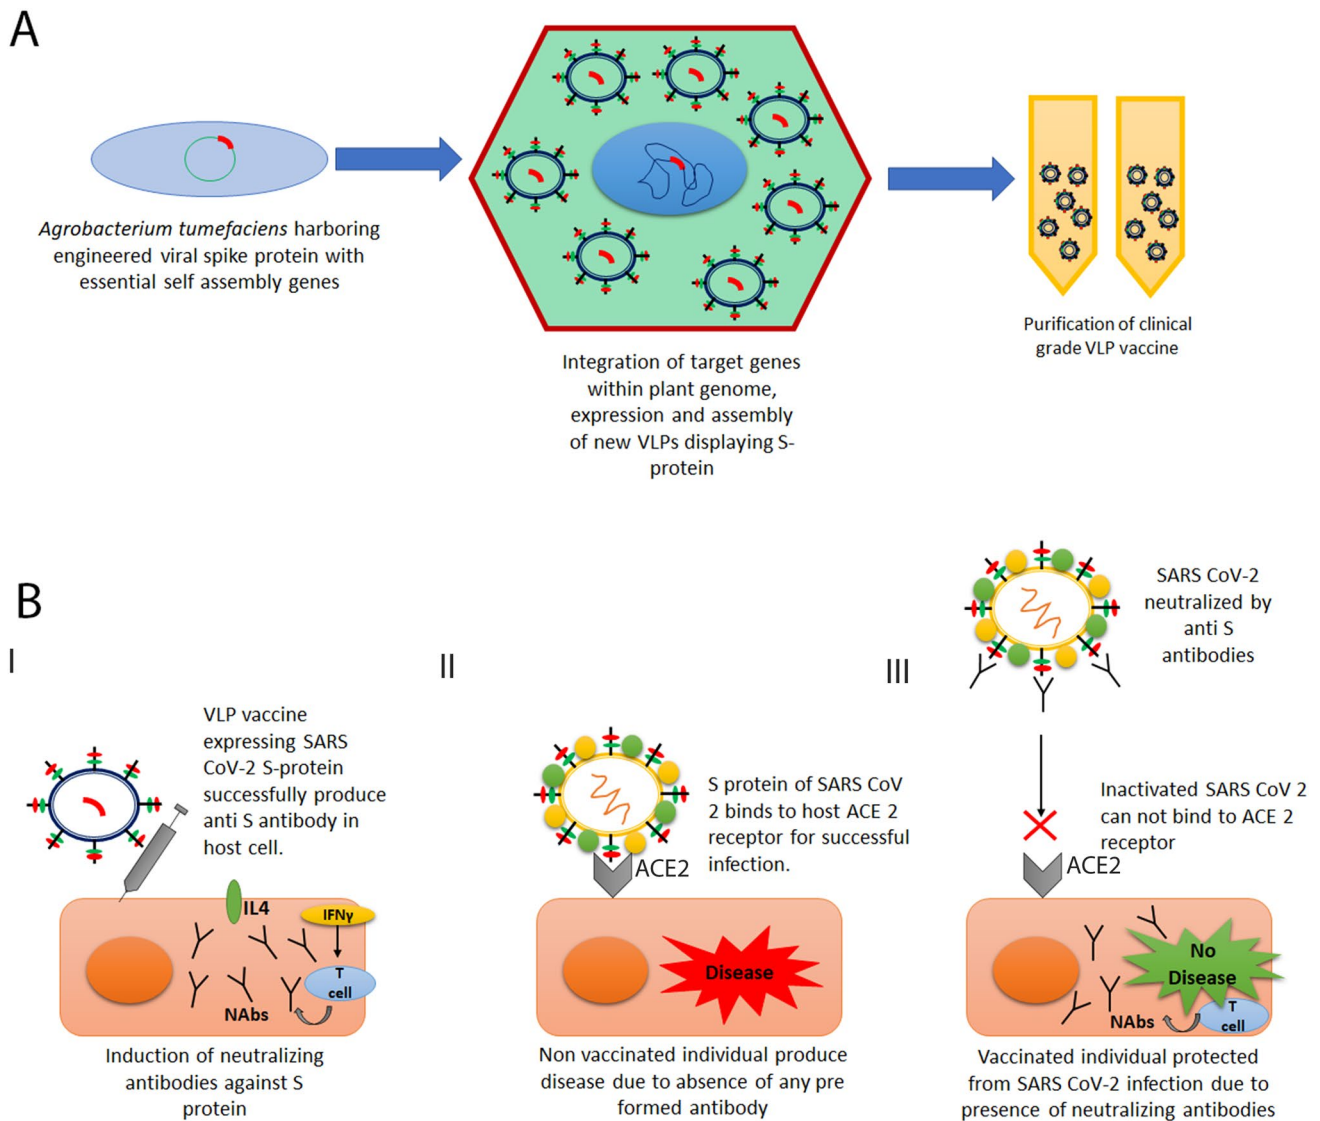 A
Agrobacterium tumefaciens harboring
engineered viral spike protein with
essential self assembly genes
Integration of target genes
within plant genome,
expression and assembly
of new VLPs displaying S-
protein
Purification of clinical
grade VLP vaccine
B
I
VLP vaccine
expressing SARS
CoV-2 S-protein
successfully produce
anti S antibody in
host cell.
IL4
IFNγ
T
cell
NAbs
Induction of neutralizing
antibodies against S
protein
II
S protein of SARS CoV
2 binds to host ACE 2
receptor for successful
infection.
ACE2
Disease
Non vaccinated individual produce
disease due to absence of any pre
formed antibody
III
SARS CoV-2
neutralized by
anti S
antibodies
Inactivated SARS CoV 2
can not bind to ACE 2
receptor
ACE2
No
Disease
T
cell
NAbs
Vaccinated individual protected
from SARS CoV-2 infection due to
presence of neutralizing antibodies